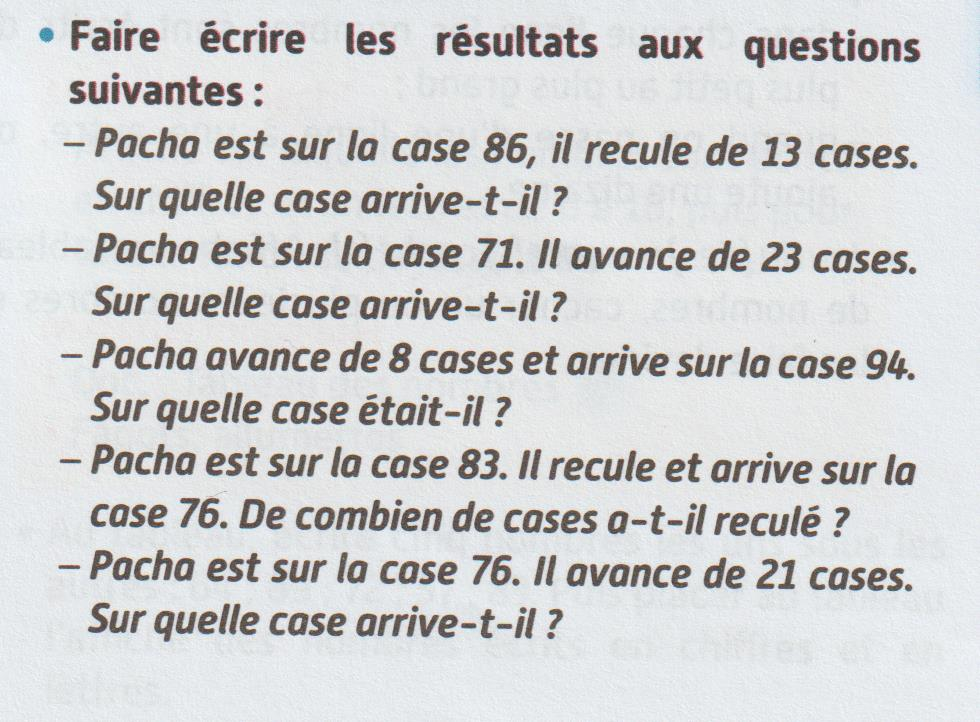 • Faire écrire les résultats aux questions
suivantes :
– Pacha est sur la case 86, il recule de 13 cases.
Sur quelle case arrive-t-il ?
– Pacha est sur la case 71. Il avance de 23 cases.
Sur quelle case arrive-t-il ?
– Pacha avance de 8 cases et arrive sur la case 94.
Sur quelle case était-il ?
– Pacha est sur la case 83. Il recule et arrive sur la
case 76. De combien de cases a-t-il reculé ?
– Pacha est sur la case 76. Il avance de 21 cases.
Sur quelle case arrive-t-il ?